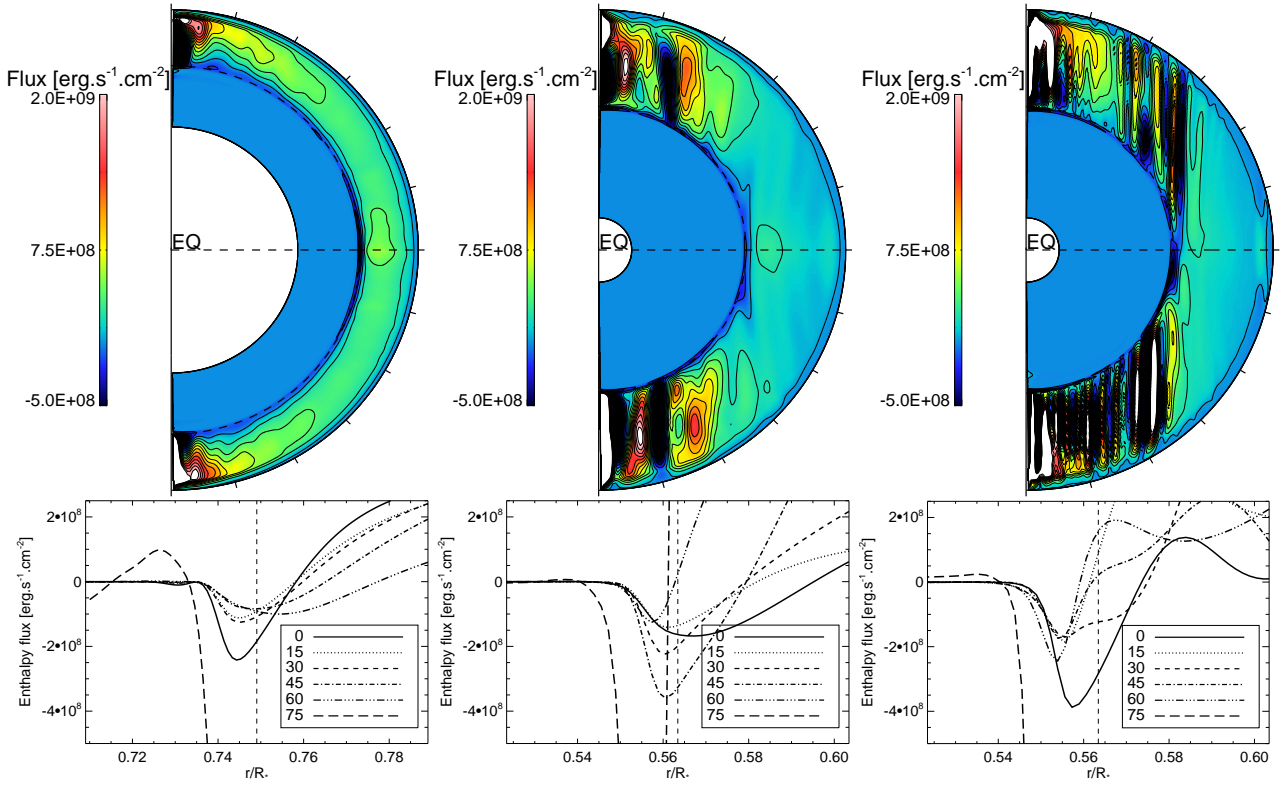 Flux [erg.s⁻¹.cm⁻²]
2.0E+09
7.5E+08
-5.0E+08
EQ
Flux [erg.s⁻¹.cm⁻²]
2.0E+09
7.5E+08
-5.0E+08
EQ
Flux [erg.s⁻¹.cm⁻²]
2.0E+09
7.5E+08
-5.0E+08
EQ
Enthalpy flux [erg.s⁻¹.cm⁻²]
2•10⁸
0
-2•10⁸
-4•10⁸
0
15
30
45
60
75
0.72 0.74 0.76 0.78
r/R*
Enthalpy flux [erg.s⁻¹.cm⁻²]
2•10⁸
0
-2•10⁸
-4•10⁸
0
15
30
45
60
75
0.54 0.56 0.58 0.60
r/R*
Enthalpy flux [erg.s⁻¹.cm⁻²]
2•10⁸
0
-2•10⁸
-4•10⁸
0
15
30
45
60
75
0.54 0.56 0.58 0.60
r/R*